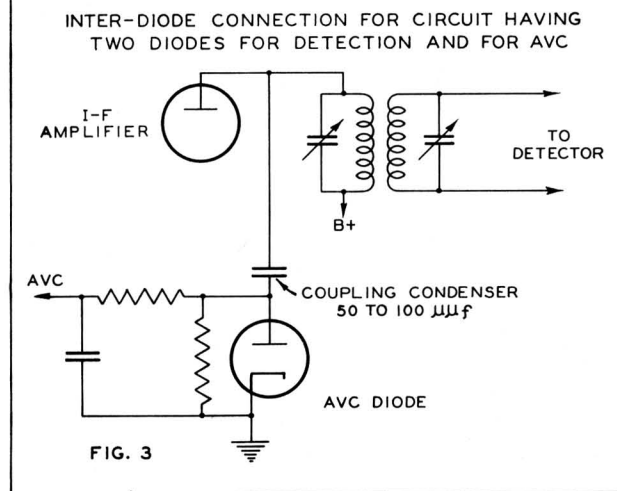 INTER-DIODE CONNECTION FOR CIRCUIT HAVING
TWO DIODES FOR DETECTION AND FOR AVC
I-F
AMPLIFIER
TO
DETECTOR
B+
AVC
COUPLING CONDENSER
50 TO 100 μμf
AVC DIODE
FIG. 3